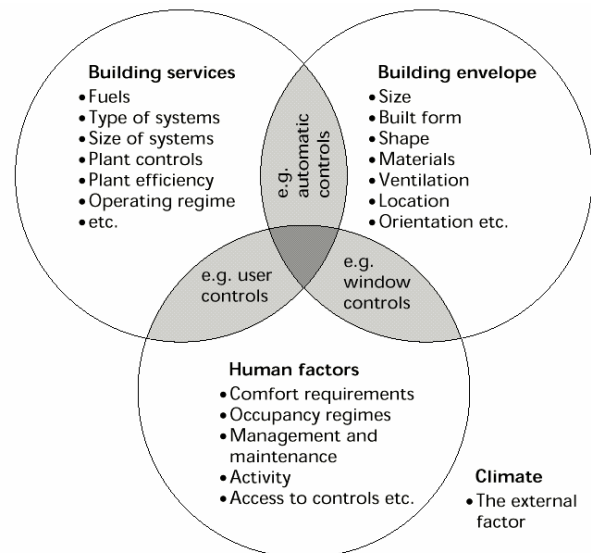 Building services
•Fuels
•Type of systems
•Size of systems
•Plant controls
•Plant efficiency
•Operating regime
•etc.
Building envelope
•Size
•Built form
•Shape
•Materials
•Ventilation
•Location
•Orientation etc.
e.g.
automatic
controls
e.g. user
controls
e.g.
window
controls
Human factors
•Comfort requirements
•Occupancy regimes
•Management and
maintenance
•Activity
•Access to controls etc.
Climate
•The external
factor